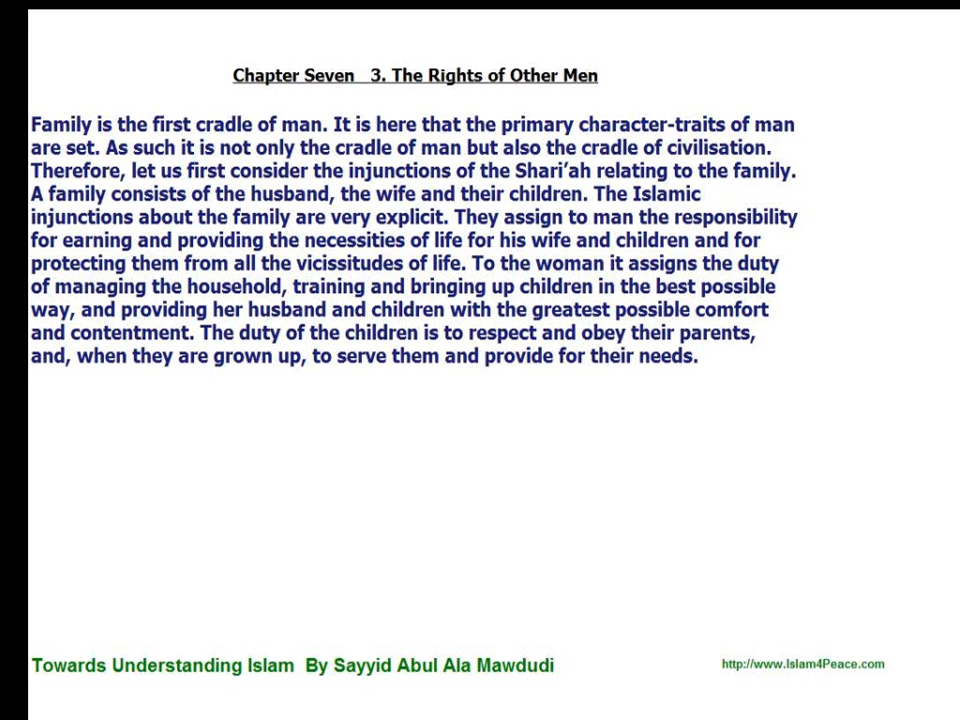 Chapter Seven   3. The Rights of Other Men
Family is the first cradle of man. It is here that the primary character-traits of man
are set. As such it is not only the cradle of man but also the cradle of civilisation.
Therefore, let us first consider the injunctions of the Shari’ah relating to the family.
A family consists of the husband, the wife and their children. The Islamic
injunctions about the family are very explicit. They assign to man the responsibility
for earning and providing the necessities of life for his wife and children and for
protecting them from all the vicissitudes of life. To the woman it assigns the duty
of managing the household, training and bringing up children in the best possible
way, and providing her husband and children with the greatest possible comfort
and contentment. The duty of the children is to respect and obey their parents,
and, when they are grown up, to serve them and provide for their needs.
Towards Understanding Islam  By Sayyid Abul Ala Mawdudi
http://www.Islam4Peace.com